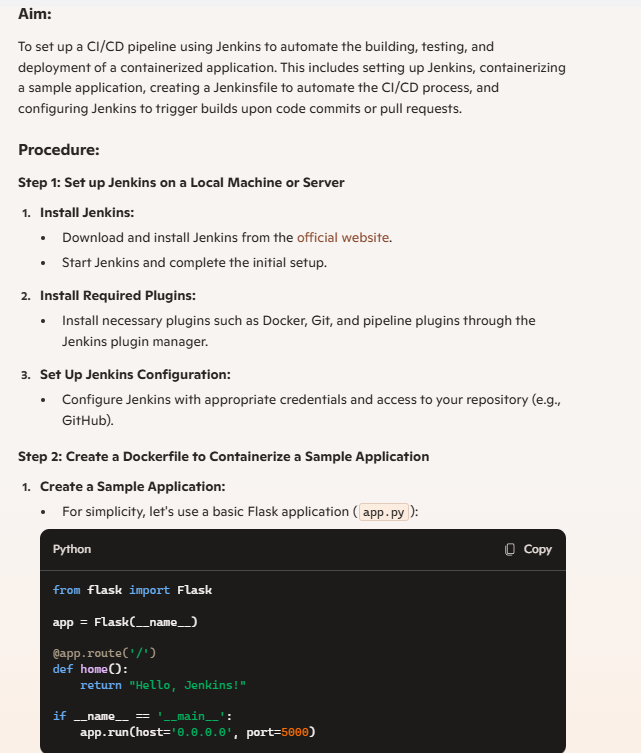 Aim:
To set up a CI/CD pipeline using Jenkins to automate the building, testing, and
deployment of a containerized application. This includes setting up Jenkins, containerizing
a sample application, creating a Jenkinsfile to automate the CI/CD process, and
configuring Jenkins to trigger builds upon code commits or pull requests.
Procedure:
Step 1: Set up Jenkins on a Local Machine or Server
1. Install Jenkins:
• Download and install Jenkins from the official website.
• Start Jenkins and complete the initial setup.
2. Install Required Plugins:
• Install necessary plugins such as Docker, Git, and pipeline plugins through the
Jenkins plugin manager.
3. Set Up Jenkins Configuration:
• Configure Jenkins with appropriate credentials and access to your repository (e.g.,
GitHub).
Step 2: Create a Dockerfile to Containerize a Sample Application
1. Create a Sample Application:
• For simplicity, let's use a basic Flask application (app.py):
Python Copy
from flask import Flask
app = Flask(__name__)
@app.route('/')
def home():
    return "Hello, Jenkins!"
if __name__ == '__main__':
    app.run(host='0.0.0.0', port=5000)